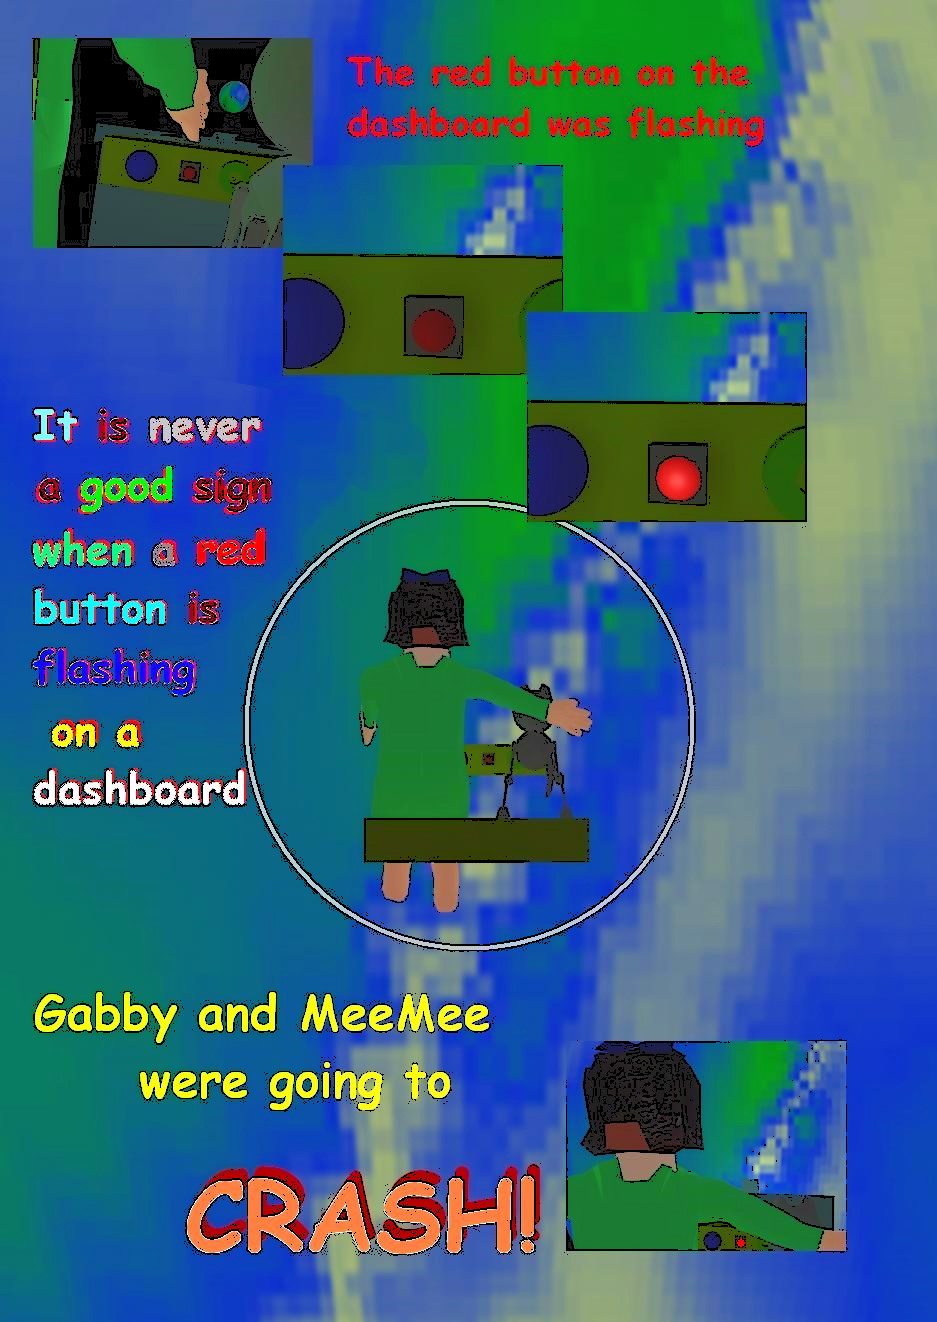 The red button on the
dashboard was flashing
It is never
a good sign
when a red
button is
flashing
on a
dashboard
Gabby and MeeMee
were going to
CRASH!